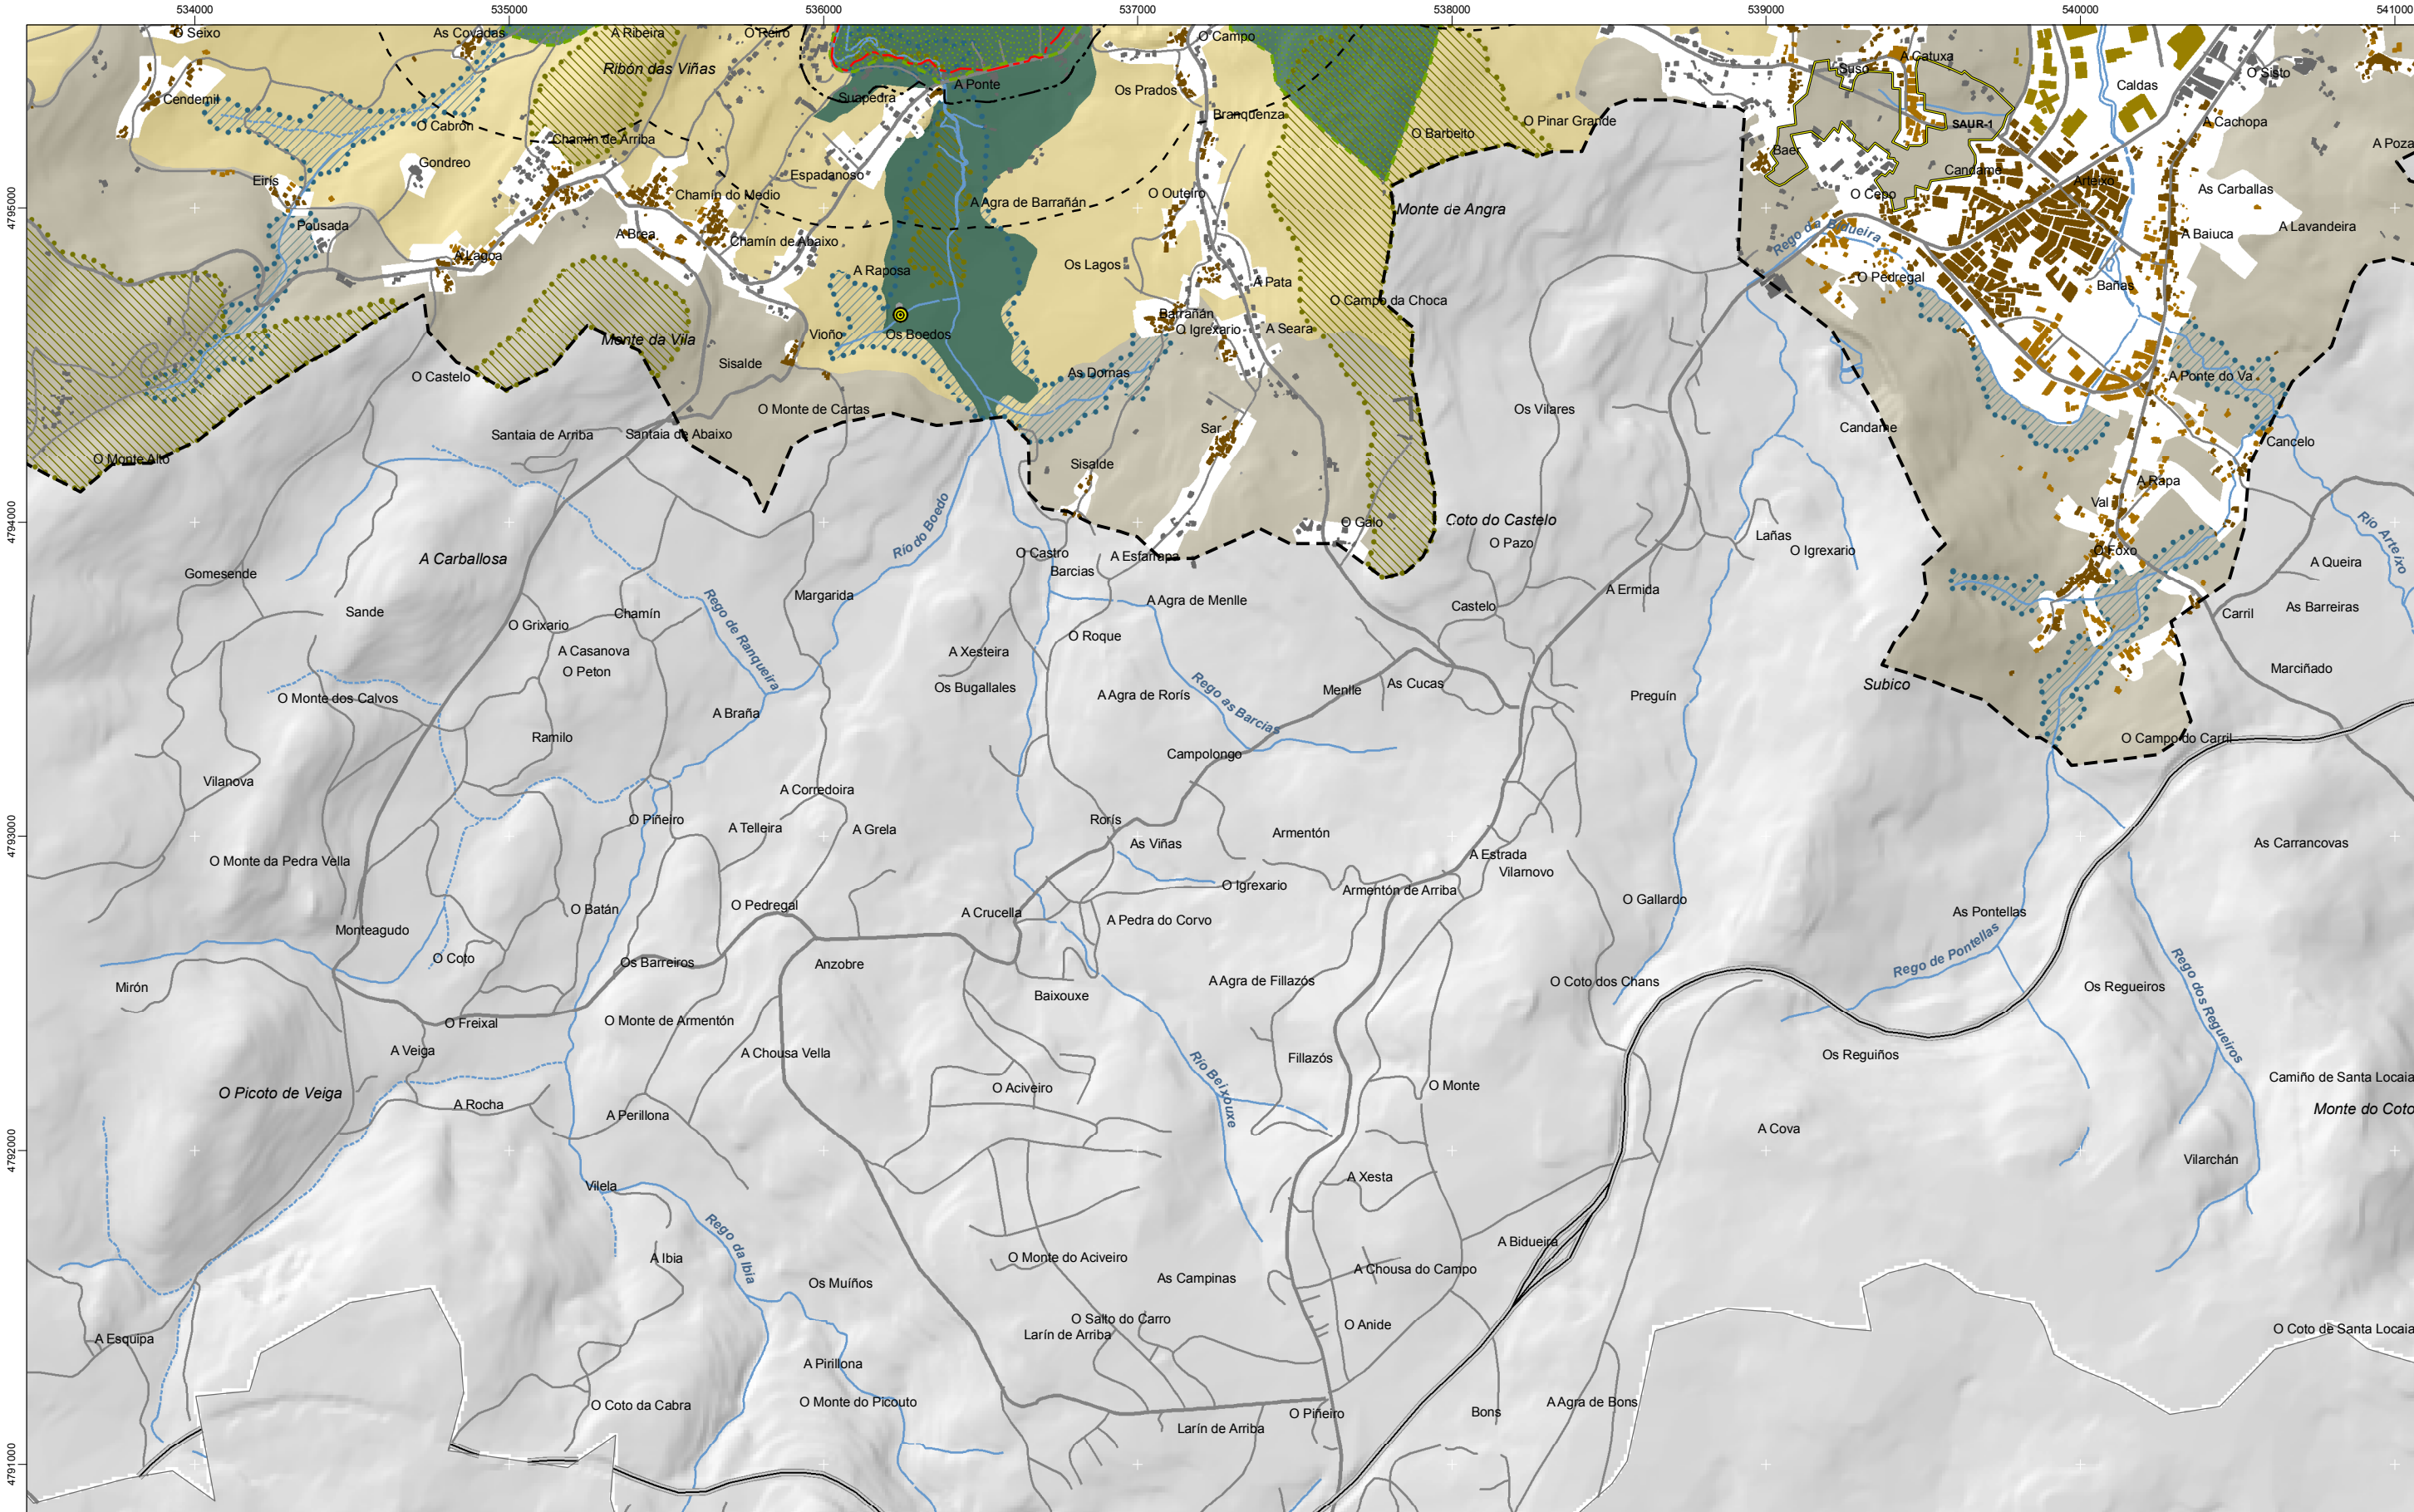 534000
535000
536000
537000
538000
539000
540000
541000
O Seixo
As Covadas
A Ribeira
O Reiro
O Campo
A Catuxa
Ribón das Viñas
Suso
O Sisto
Cendemil
Suapedra
A Ponte
Os Prados
Caldas
O Cabron
Branquenza
O Barbeito
O Pinar Grande
SAUR-1
A Cachopa
Chamín de Arriba
Baer
A Poza
Gondreo
Espadanoso
Candame
Eirís
Chamín do Medio
O Outeiro
O Cepo
Arteixo
As Carballas
4795000
A Agra de Barrañán
Monte de Angra
Pousada
A Brea
Chamín de Abaixo
Rego da Bidueira
A Baiuca
A Lavandeira
A Lagoa
A Raposa
Os Lagos
A Pata
O Pedregal
Bañas
O Campo da Choca
Barrañán
Monte da Vila
Vioño
Os Boedos
O Igrexario
A Seara
Sisalde
O Castelo
As Dornas
A Ponte do Va
O Monte de Cartas
Os Vilares
Santaia de Arriba
Santaia de Abaixo
Sar
Candame
Cancelo
O Monte Alto
Sisalde
A Rapa
Val
4794000
Río do Boedo
O Galo
Coto do Castelo
Lañas
Río Arteixo
A Carballosa
O Castro
A Esfarrapa
O Pazo
O Igrexario
O Foxo
Gomesende
Barcias
A Queira
Rego de Ranqueira
Margarida
A Agra de Menlle
Castelo
A Ermida
Sande
Chamín
As Barreiras
O Grixario
O Roque
Carril
A Casanova
A Xesteira
O Peton
Marciñado
Os Bugallales
A Agra de Rorís
Rego as Barcias
Menlle
As Cucas
Preguín
Subico
O Monte dos Calvos
A Braña
Ramilo
O Campo do Carril
Campolongo
Vilanova
A Corredoira
O Piñeiro
A Telleira
A Grela
Rorís
4793000
Armentón
As Viñas
As Carrancovas
O Monte da Pedra Vella
A Estrada
Vilarnovo
O Igrexario
Armentón de Arriba
O Gallardo
O Batán
O Pedregal
A Crucella
A Pedra do Corvo
As Pontellas
Monteagudo
Rego de Pontellas
O Coto
Os Barreiros
Anzobre
Mirón
Baixouxe
A Agra de Fillazós
O Coto dos Chans
Os Regueiros
Rego dos Regueiros
O Freixal
O Monte de Armentón
A Veiga
A Chousa Vella
Río Beixouxe
Fillazós
Os Reguiños
O Picoto de Veiga
O Aciveiro
O Monte
Camiño de Santa Locaia
A Rocha
A Perillona
Monte do Coto
4792000
A Cova
Vilarchán
Vilela
A Xesta
Rego da Ibia
A Ibia
O Monte do Aciveiro
A Bidueira
Os Muíños
As Campinas
A Chousa do Campo
O Salto do Carro
A Esquipa
Larín de Arriba
O Anide
O Coto de Santa Locaia
A Pirillona
O Coto da Cabra
O Monte do Picouto
A Agra de Bons
O Piñeiro
Bons
Larín de Arriba
4791000